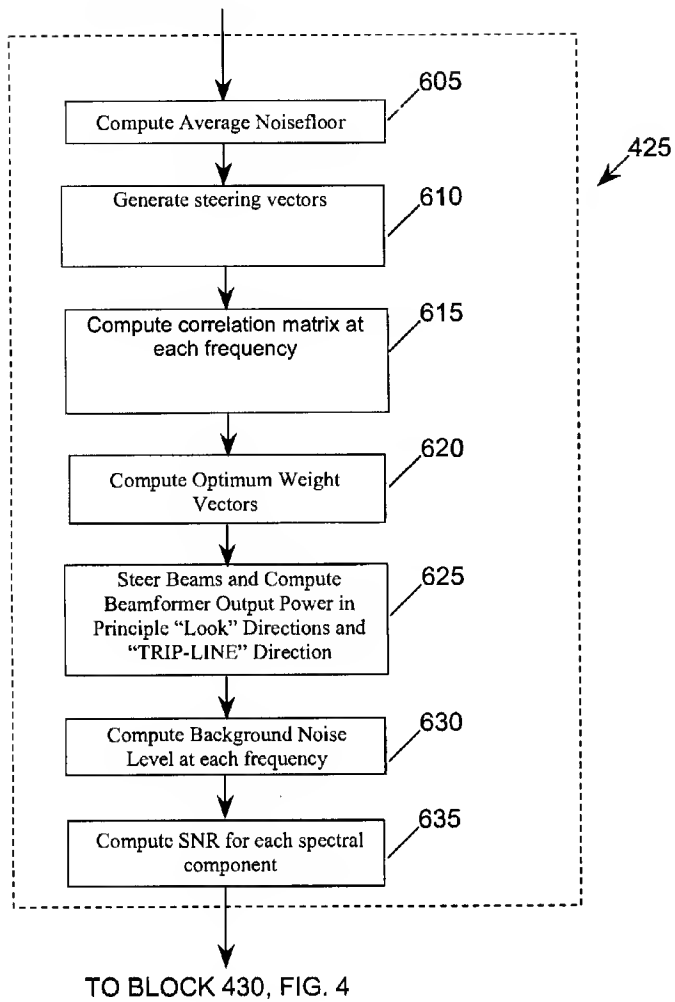 605
Compute Average Noisefloor
425
Generate steering vectors
610
Compute correlation matrix at
each frequency
615
620
Compute Optimum Weight
Vectors
Steer Beams and Compute
Beamformer Output Power in
Principle “Look” Directions and
“TRIP-LINE” Direction
625
Compute Background Noise
Level at each frequency
630
Compute SNR for each spectral
component
635
TO BLOCK 430, FIG. 4